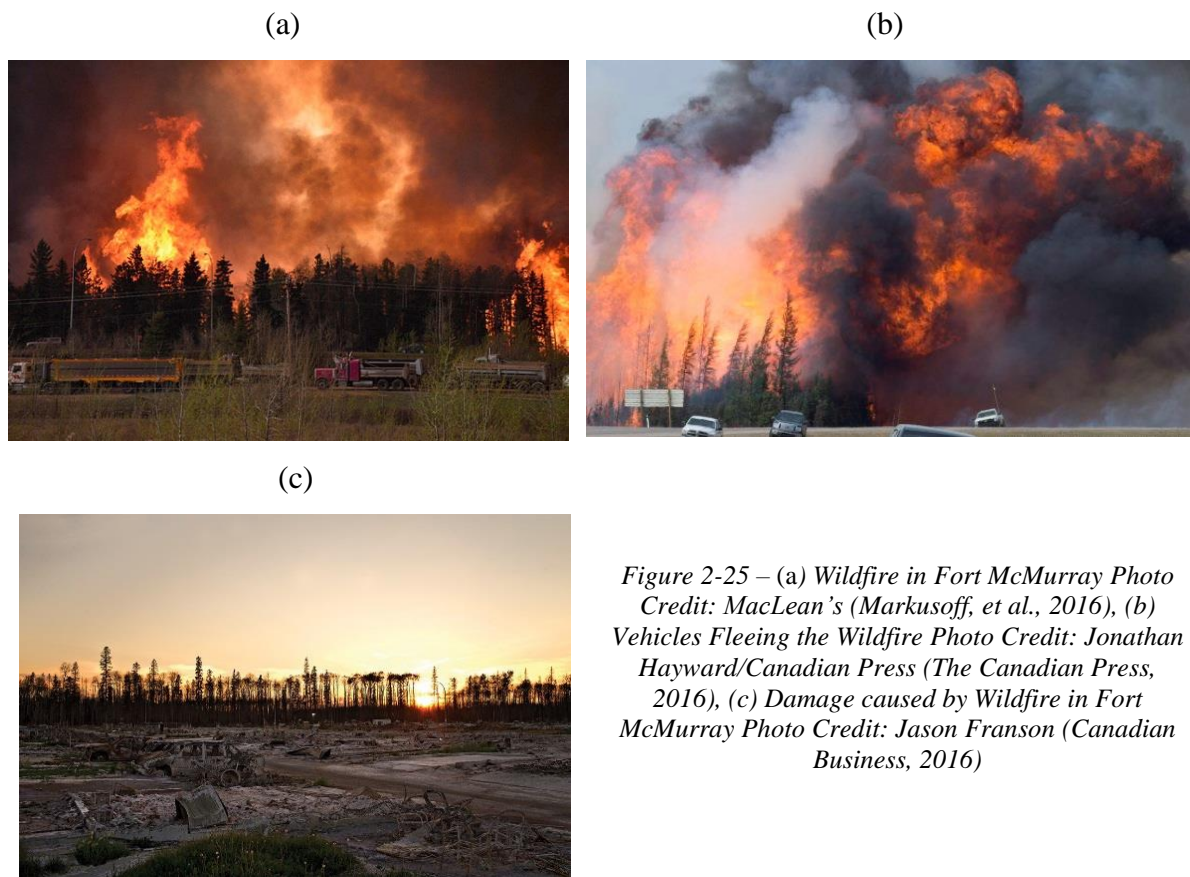 (a)
(b)
(c)
Figure 2-25 – (a) Wildfire in Fort McMurray Photo
Credit: MacLean’s (Markusoff, et al., 2016), (b)
Vehicles Fleeing the Wildfire Photo Credit: Jonathan
Hayward/Canadian Press (The Canadian Press,
2016), (c) Damage caused by Wildfire in Fort
McMurray Photo Credit: Jason Franson (Canadian
Business, 2016)